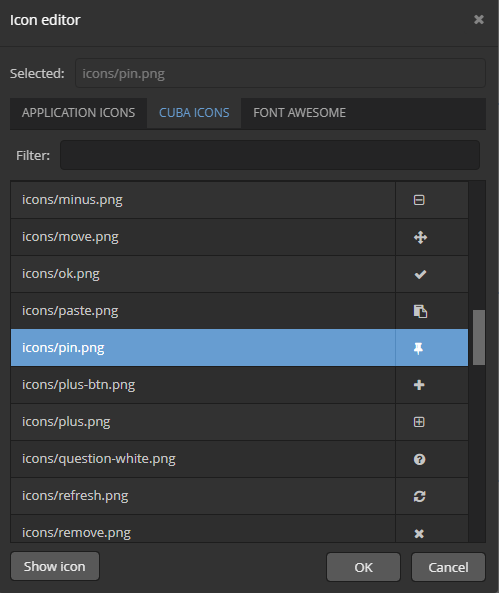 Icon editor
Selected: icons/pin.png
APPLICATION ICONS CUBA ICONS FONT AWESOME
Filter:
icons/minus.png
icons/move.png
icons/ok.png
icons/paste.png
icons/pin.png
icons/plus-btn.png
icons/plus.png
icons/question-white.png
icons/refresh.png
icons/remove.png
Show icon OK Cancel